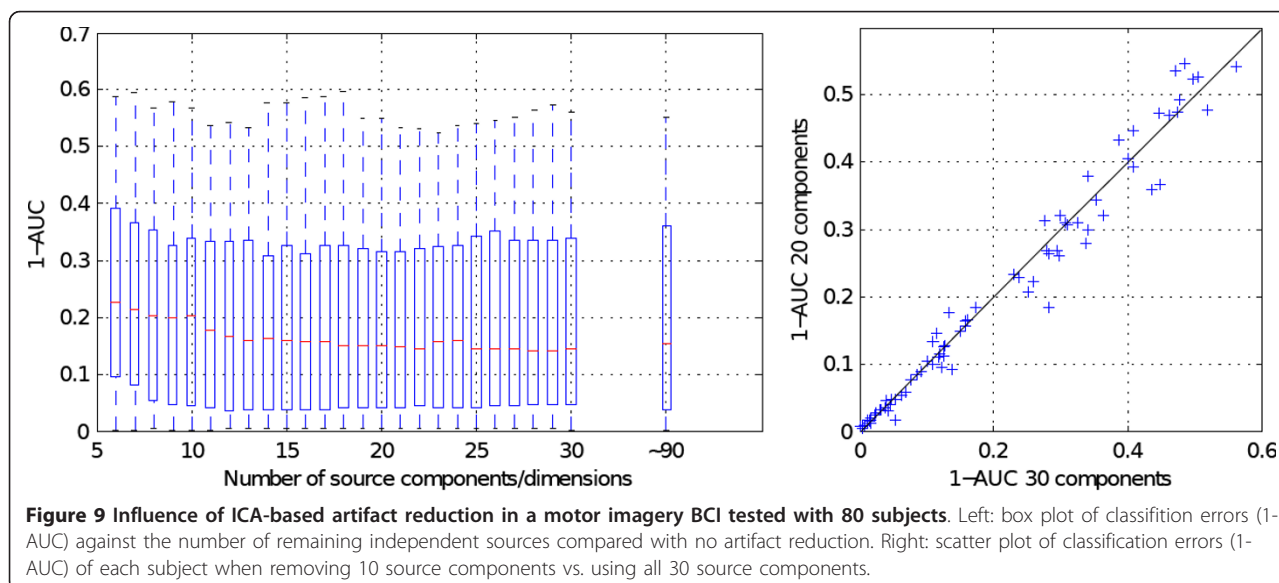 0.7
0.6
0.5
0.4
0.3
0.2
0.1
0
1−AUC
5 10 15 20 25 30 ~90
Number of source components/dimensions
0.5
0.4
0.3
0.2
0.1
0
1−AUC 20 components
0 0.2 0.4 0.6
1−AUC 30 components
Figure 9 Influence of ICA-based artifact reduction in a motor imagery BCI tested with 80 subjects. Left: box plot of classifition errors (1-
AUC) against the number of remaining independent sources compared with no artifact reduction. Right: scatter plot of classification errors (1-
AUC) of each subject when removing 10 source components vs. using all 30 source components.